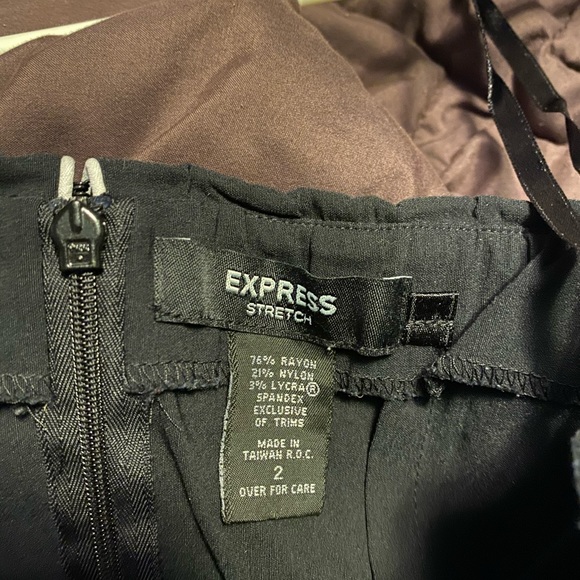 EXPRESS
STRETCH
76% RAYON
21% NYLON
3% LYCRA®
SPANDEX
EXCLUSIVE
OF TRIMS
MADE IN
TAIWAN R.O.C.
2
OVER FOR CARE